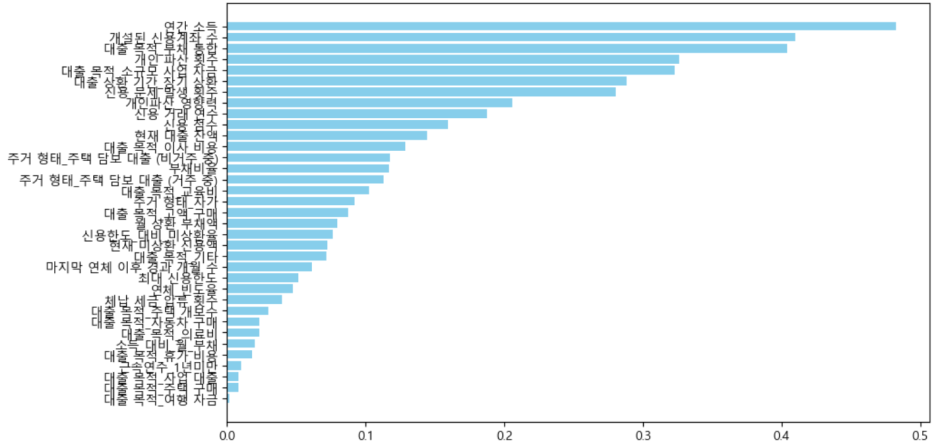 연간 소득
개설된 신용계좌 수
대출 목적_부채 통합
개인 파산 횟수
대출 목적_소규모 사업 자금
대출 상환 기간_장기 상환
신용 문제 발생 횟수
개인파산_영향력
신용 거래 연수
신용 점수
현재 대출 잔액
대출 목적_이사 비용
주거 형태_주택 담보 대출 (비거주 중)
부채비율
주거 형태_주택 담보 대출 (거주 중)
대출 목적_교육비
주거 형태_자가
대출 목적_고액 구매
월 상환 부채액
신용한도_대비_미상환율
현재 미상환 신용액
대출 목적_기타
마지막 연체 이후 경과 개월 수
최대 신용한도
연체_빈도율
체납 세금 압류 횟수
대출 목적_주택 개보수
대출 목적_자동차 구매
대출 목적_의료비
소득_대비_월_부채
대출 목적_휴가 비용
근속연수_1년미만
대출 목적_사업 대출
대출 목적_주택 구매
대출 목적_여행 자금
0.0 0.1 0.2 0.3 0.4 0.5